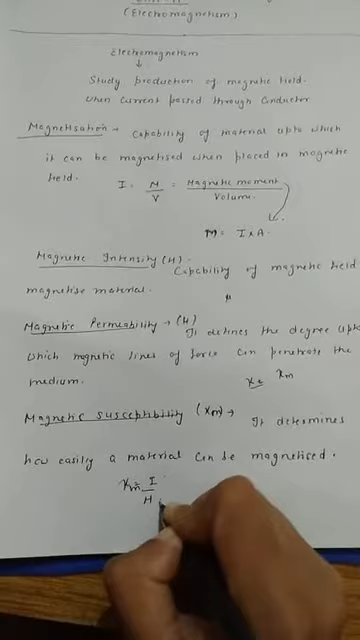 (Electromagnetism)
Electromagnetism
↓
Study production of magnetic field.
when current passed through Conductor
Magnetisation → Capability of material upto which
it can be magnetised when placed in magnetic
field.
I = M/V = Magnetic moment / Volume.
M = I x A.
Magnetic Intensity (H) -
Capability of magnetic field
magnetise material.
μ
Magnetic Permeability → (H)
It defines the degree upto
which magnetic lines of force can penetrate the
medium.
Xm
Magnetic susceptibility (Xm) →
It determines
how easily a material can be magnetised.
Xm = I/H